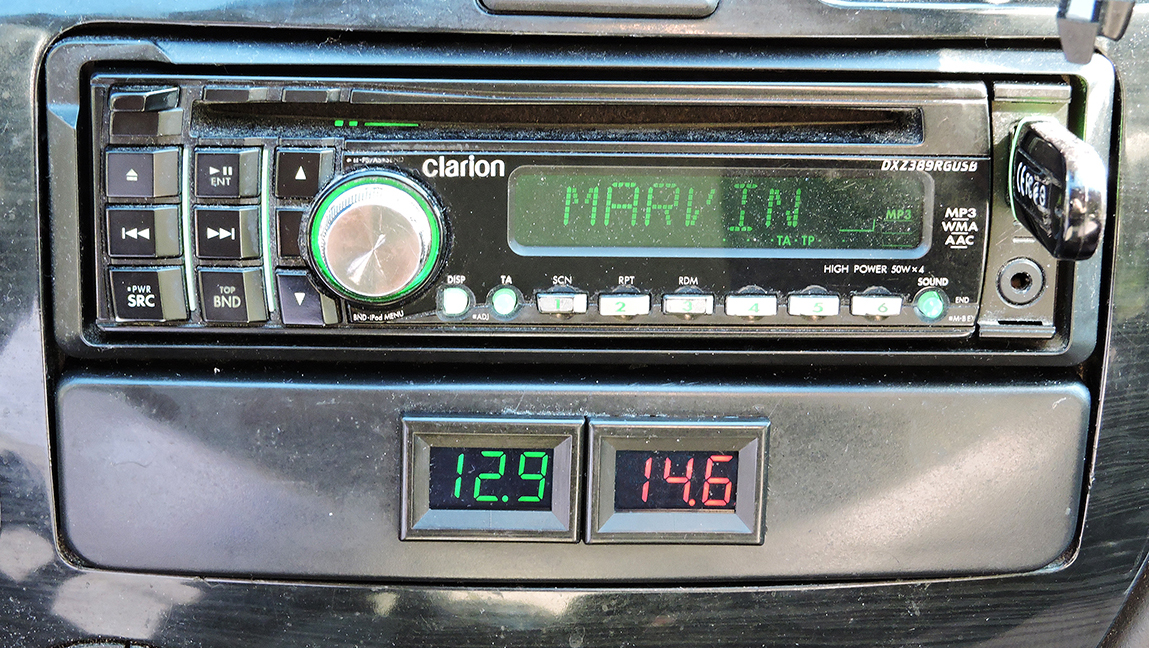 clarion
DXZ389RGUSB
MARVIN
MP3
TA TP
MP3
WMA
AAC
ENT
PWR
SRC
TOP
BND
HIGH POWER 50W×4
DISP
TA
SCN
RPT
RDM
SOUND
1
2
3
4
5
6
ADJ
END
BND·iPod MENU
12.9
14.6